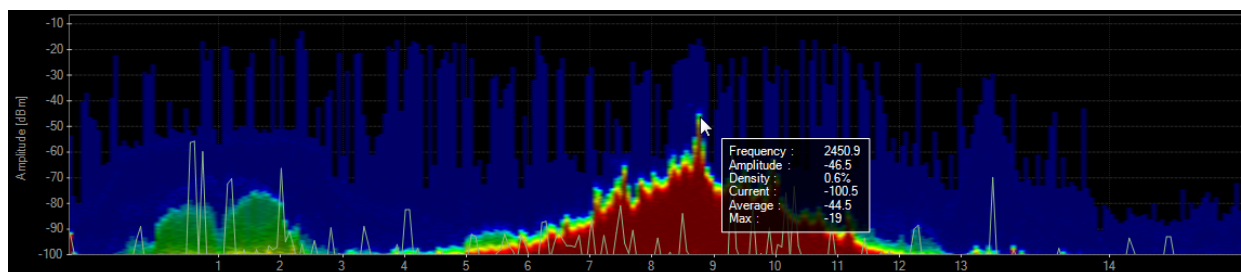 -10
-20
-30
-40
-50
-60
-70
-80
-90
-100
Amplitude [dBm]
Frequency : 2450.9
Amplitude : -46.5
Density : 0.6%
Current : -100.5
Average : -44.5
Max : -19
1 2 3 4 5 6 7 8 9 10 11 12 13 14